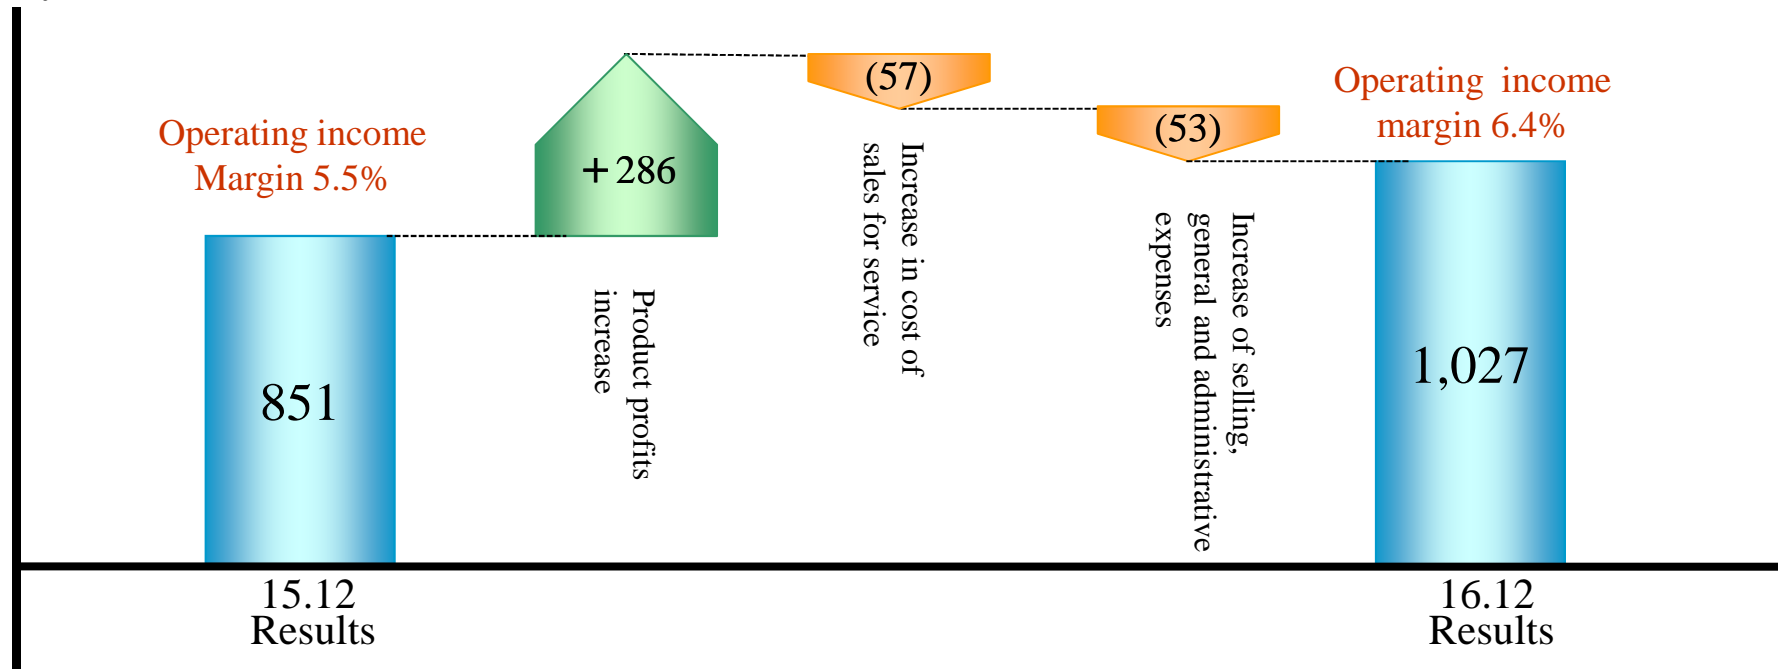 Operating income
Margin 5.5%
851
15.12
Results
+286
Product profits
increase
(57)
Increase in cost of
sales for service
(53)
Increase of selling,
general and administrative
expenses
Operating income
margin 6.4%
1,027
16.12
Results